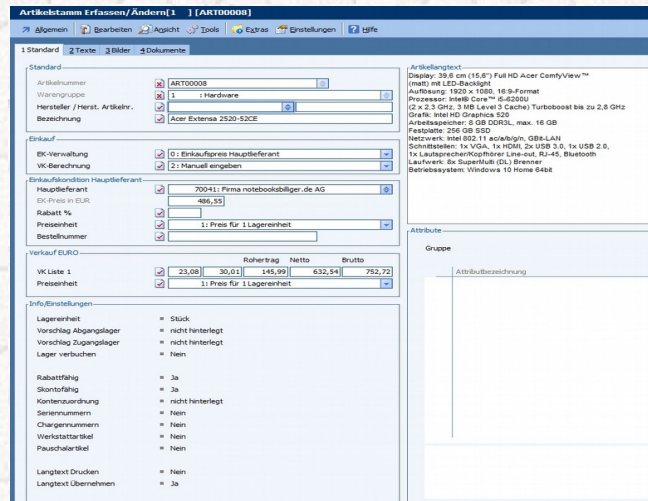 Artikelstamm Erfassen/Ändern[1 ] [ART00008]
Allgemein Bearbeiten Ansicht Tools Extras Einstellungen Hilfe
1 Standard 2 Texte 3 Bilder 4 Dokumente
Standard
Artikelnummer ART00008
Warengruppe 1 : Hardware
Hersteller / Herst. Artikelnr.
Bezeichnung Acer Extensa 2520-52CE
Einkauf
EK-Verwaltung 0 : Einkaufspreis Hauptlieferant
VK-Berechnung 2 : Manuell eingeben
Einkaufskondition Hauptlieferant
Hauptlieferant 70041: Firma notebooksbilliger.de AG
EK-Preis in EUR 486,55
Rabatt %
Preiseinheit 1: Preis für 1 Lagereinheit
Bestellnummer
Verkauf EURO
Rohertrag Netto Brutto
VK Liste 1 23,08 30,01 145,99 632,54 752,72
Preiseinheit 1: Preis für 1 Lagereinheit
Info/Einstellungen
Lagereinheit = Stück
Vorschlag Abgangslager = nicht hinterlegt
Vorschlag Zugangslager = nicht hinterlegt
Lager verbuchen = Nein
Rabattfähig = Ja
Skontofähig = Ja
Kontenzuordnung = nicht hinterlegt
Seriennummern = Nein
Chargennummern = Nein
Werkstattartikel = Nein
Pauschalartikel = Nein
Langtext Drucken = Nein
Langtext Übernehmen = Ja
Artikellangtext
Display: 39,6 cm (15,6") Full HD Acer ComfyView™
(matt) mit LED-Backlight
Auflösung: 1920 x 1080, 16:9-Format
Prozessor: Intel® Core™ i5-6200U
(2 x 2,3 GHz, 3 MB Level 3 Cache) Turboboost bis zu 2,8 GHz
Grafik: Intel HD Graphics 520
Arbeitsspeicher: 8 GB DDR3L, max. 16 GB
Festplatte: 256 GB SSD
Netzwerk: Intel 802.11 ac/a/b/g/n, GBit-LAN
Schnittstellen: 1x VGA, 1x HDMI, 2x USB 3.0, 1x USB 2.0,
1x Lautsprecher/Kopfhörer Line-out, RJ-45, Bluetooth
Laufwerk: 8x SuperMulti (DL) Brenner
Betriebssystem: Windows 10 Home 64bit
Attribute
Gruppe
Attributbezeichnung